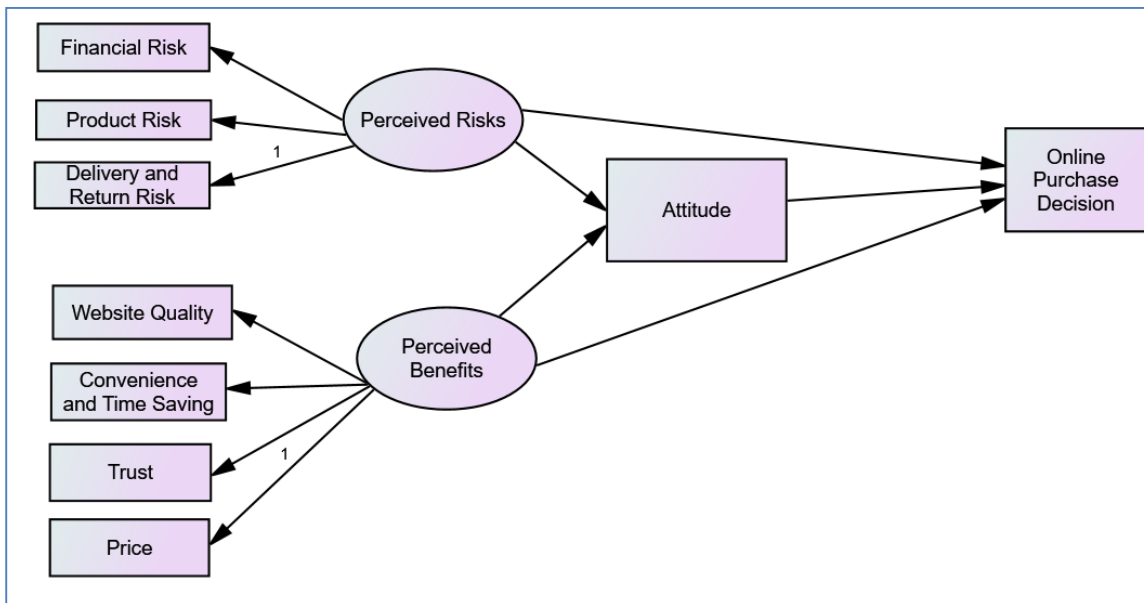 Financial Risk
Perceived Risks
Product Risk
1
Delivery and
Return Risk
Online
Purchase
Decision
Attitude
Website Quality
Perceived
Benefits
Convenience
and Time Saving
Trust
1
Price